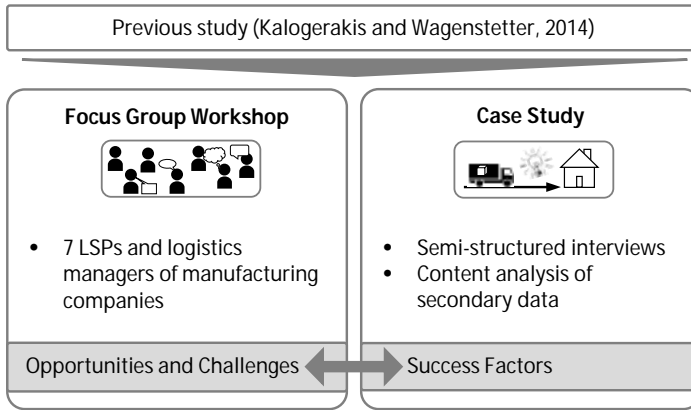 Previous study (Kalogerakis and Wagenstetter, 2014)
Focus Group Workshop
• 7 LSPs and logistics
managers of manufacturing
companies
Opportunities and Challenges
Case Study
• Semi-structured interviews
• Content analysis of
secondary data
Success Factors